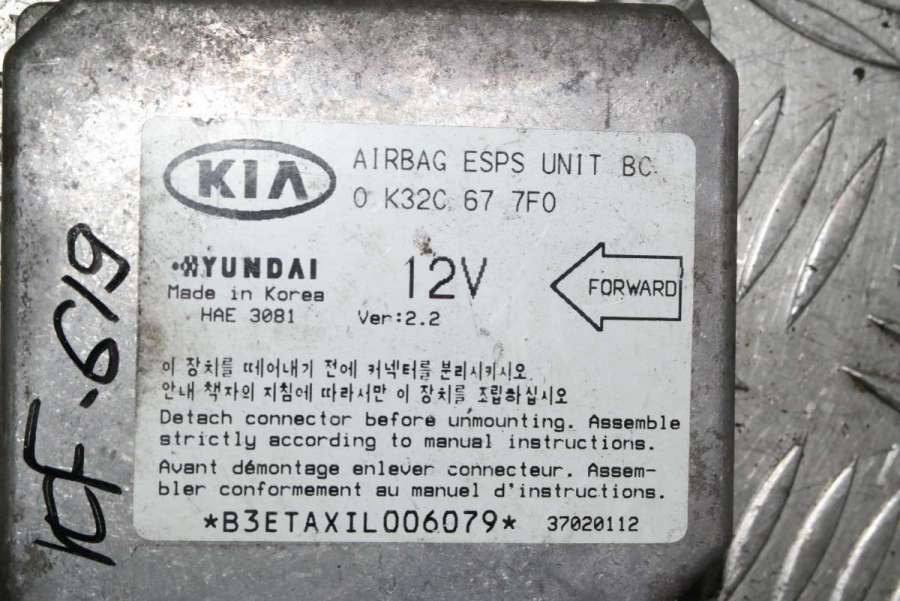 KIA
AIRBAG ESPS UNIT BC
0 K32C 67 7F0
HYUNDAI
12V
FORWARD
Made in Korea
HAE 3081
Ver:2.2
이 장치를 떼어내기 전에 커넥터를 분리시키시오
안내 책자의 지침에 따라서만 이 장치를 조립하십시오
Detach connector before unmounting. Assemble
strictly according to manual instructions.
Avant démontage enlever connecteur. Assem-
bler conformement au manuel d'instructions.
*B3ETAXIL006079* 37020112